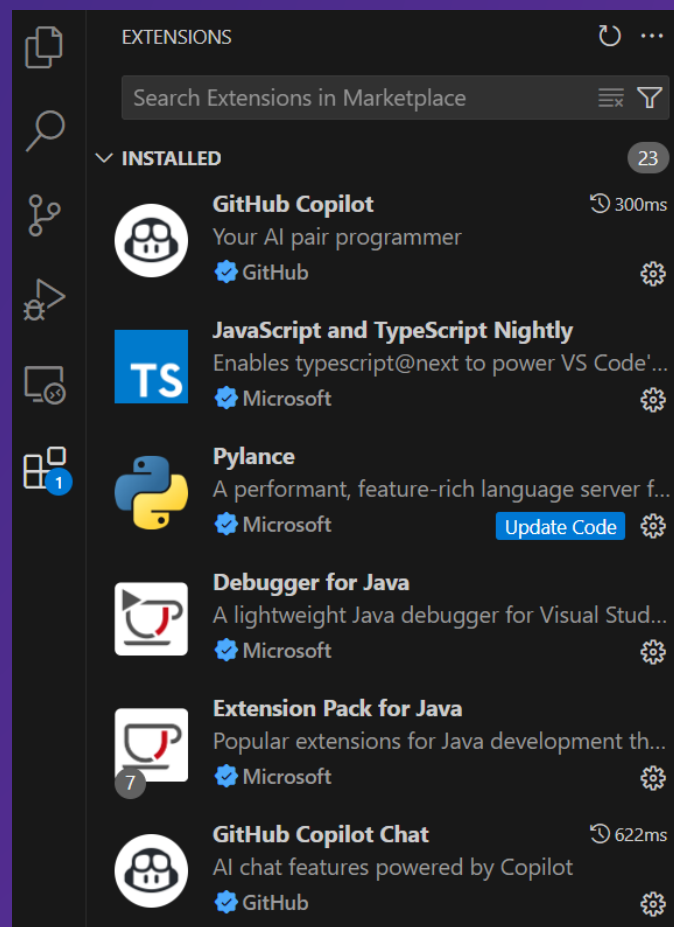 EXTENSIONS
Search Extensions in Marketplace
INSTALLED 23
GitHub Copilot 300ms
Your AI pair programmer
GitHub
JavaScript and TypeScript Nightly
TS
Enables typescript@next to power VS Code'...
Microsoft
1
Pylance
A performant, feature-rich language server f...
Microsoft Update Code
Debugger for Java
A lightweight Java debugger for Visual Stud...
Microsoft
Extension Pack for Java
Popular extensions for Java development th...
7 Microsoft
GitHub Copilot Chat 622ms
AI chat features powered by Copilot
GitHub